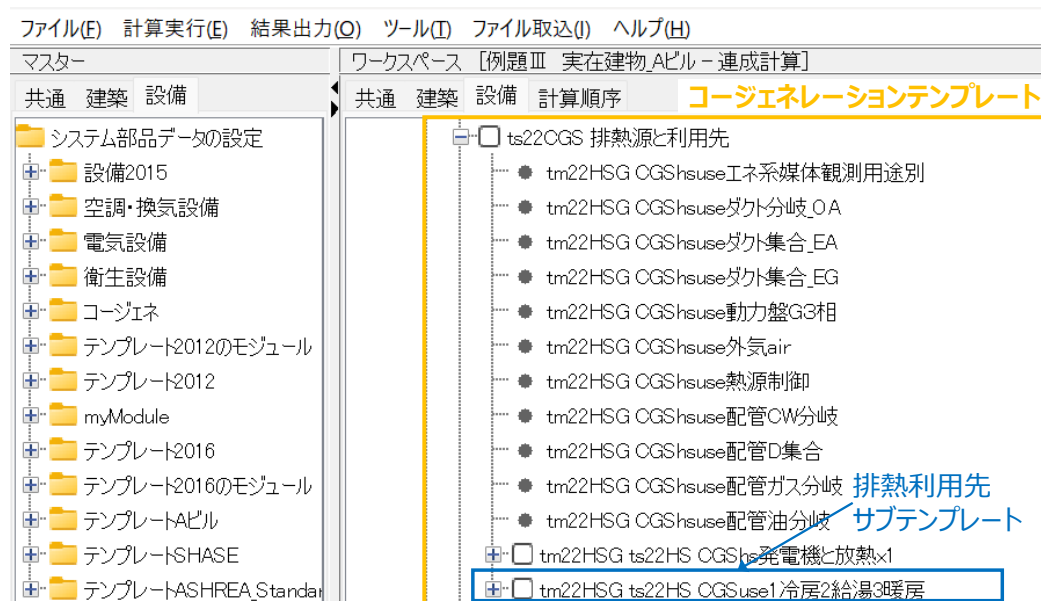 ファイル(F) 計算実行(E) 結果出力(O) ツール(T) ファイル取込(I) ヘルプ(H)
マスター
共通 建築 設備
システム部品データの設定
設備2015
空調・換気設備
電気設備
衛生設備
コージェネ
テンプレート2012のモジュール
テンプレート2012
myModule
テンプレート2016
テンプレート2016のモジュール
テンプレートAビル
テンプレートSHASE
テンプレートASHREA_Standar
ワークスペース [例題Ⅲ 実在建物_Aビル－連成計算]
共通 建築 設備 計算順序
コージェネレーションテンプレート
ts22CGS 排熱源と利用先
tm22HSG CGShsuseエネ系媒体観測用途別
tm22HSG CGShsuseダクト分岐_OA
tm22HSG CGShsuseダクト集合_EA
tm22HSG CGShsuseダクト集合_EG
tm22HSG CGShsuse動力盤G3相
tm22HSG CGShsuse外気air
tm22HSG CGShsuse熱源制御
tm22HSG CGShsuse配管CW分岐
tm22HSG CGShsuse配管D集合
tm22HSG CGShsuse配管ガス分岐
tm22HSG CGShsuse配管油分岐
排熱利用先
サブテンプレート
tm22HSG ts22HS CGShs発電機と放熱x1
tm22HSG ts22HS CGSuse1冷房2給湯3暖房